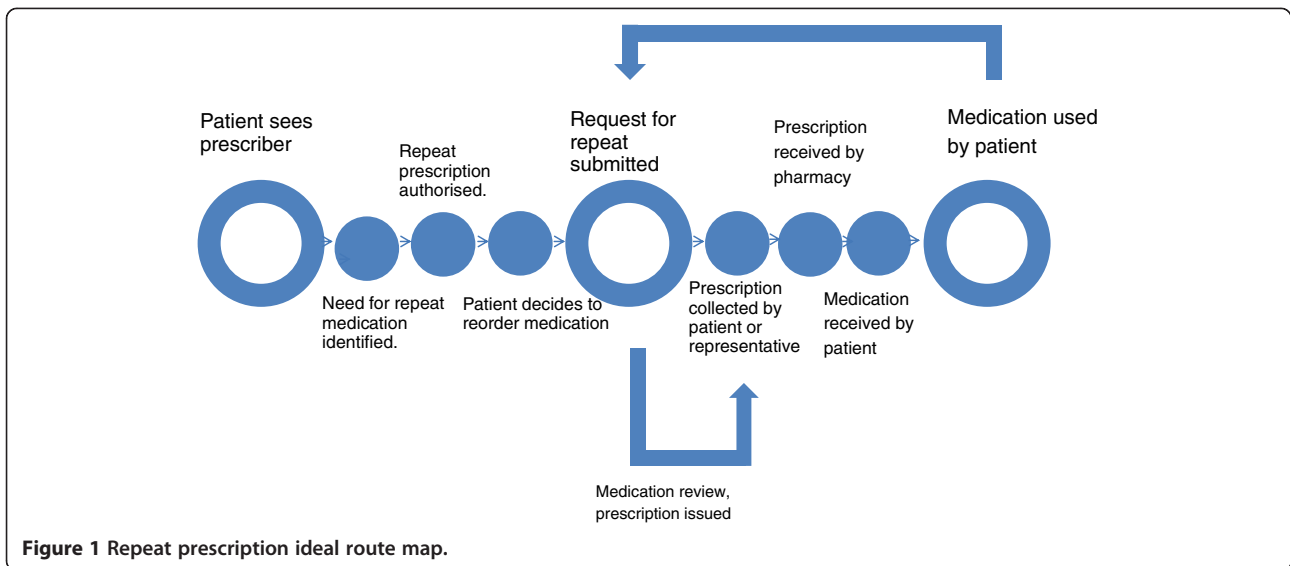 Patient sees
prescriber
Need for repeat
medication
identified.
Repeat
prescription
authorised.
Patient decides to
reorder medication
Request for
repeat
submitted
Medication review,
prescription issued
Prescription
collected by
patient or
representative
Prescription
received by
pharmacy
Medication
received by
patient
Medication used
by patient
Figure 1 Repeat prescription ideal route map.